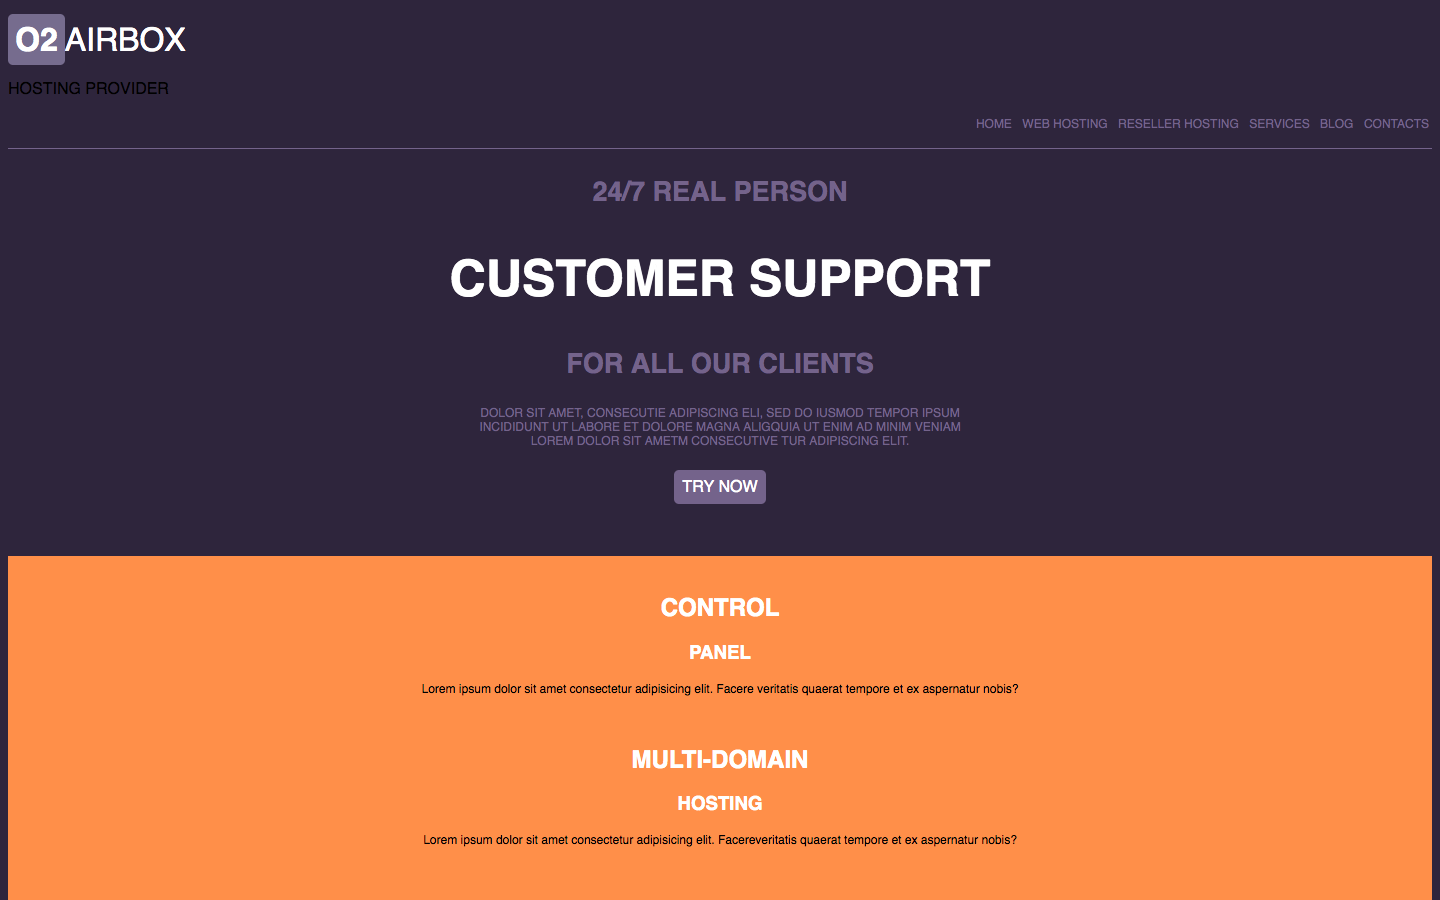 O2 AIRBOX
HOSTING PROVIDER
HOME WEB HOSTING RESELLER HOSTING SERVICES BLOG CONTACTS
24/7 REAL PERSON
CUSTOMER SUPPORT
FOR ALL OUR CLIENTS
DOLOR SIT AMET, CONSECUTIE ADIPISCING ELI, SED DO IUSMOD TEMPOR IPSUM
INCIDIDUNT UT LABORE ET DOLORE MAGNA ALIGQUIA UT ENIM AD MINIM VENIAM
LOREM DOLOR SIT AMETM CONSECUTIVE TUR ADIPISCING ELIT.
TRY NOW
CONTROL
PANEL
Lorem ipsum dolor sit amet consectetur adipisicing elit. Facere veritatis quaerat tempore et ex aspernatur nobis?
MULTI-DOMAIN
HOSTING
Lorem ipsum dolor sit amet consectetur adipisicing elit. Facereveritatis quaerat tempore et ex aspernatur nobis?